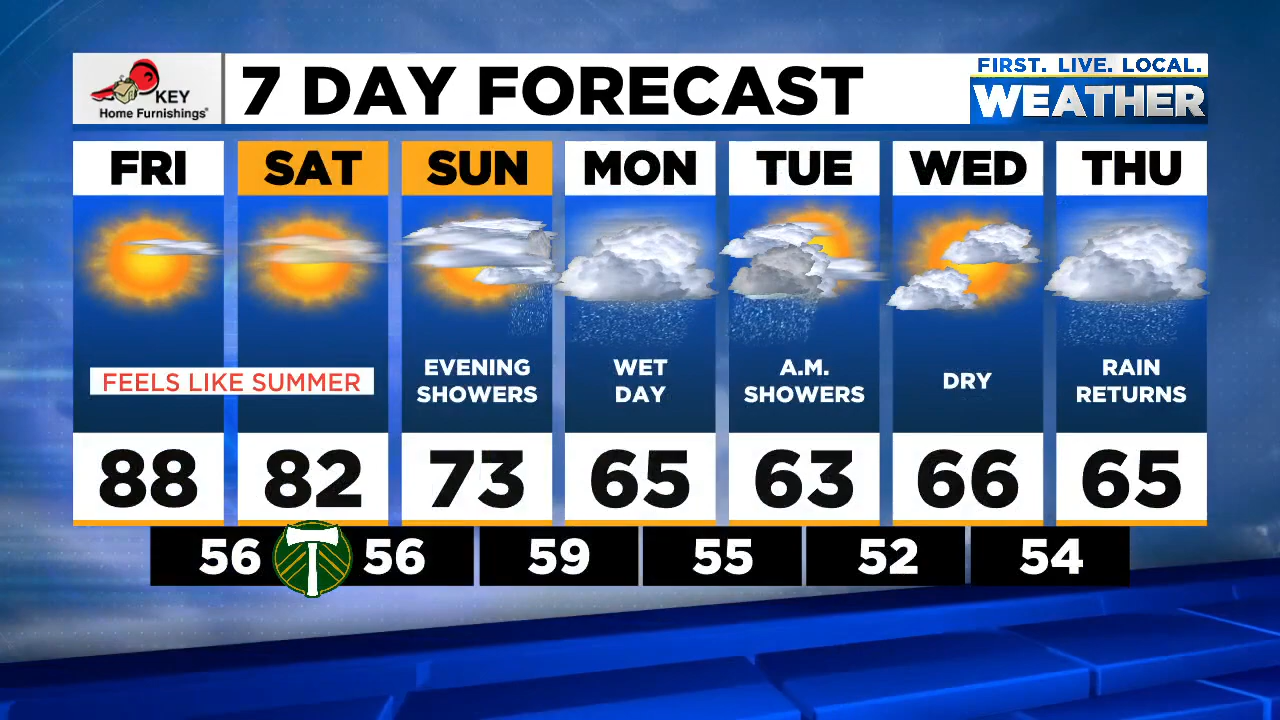 KEY
Home Furnishings®
7 DAY FORECAST
FIRST. LIVE. LOCAL.
WEATHER
FRI SAT SUN MON TUE WED THU
FEELS LIKE SUMMER
EVENING
SHOWERS
WET
DAY
A.M.
SHOWERS
DRY
RAIN
RETURNS
88 82 73 65 63 66 65
56 56 59 55 52 54